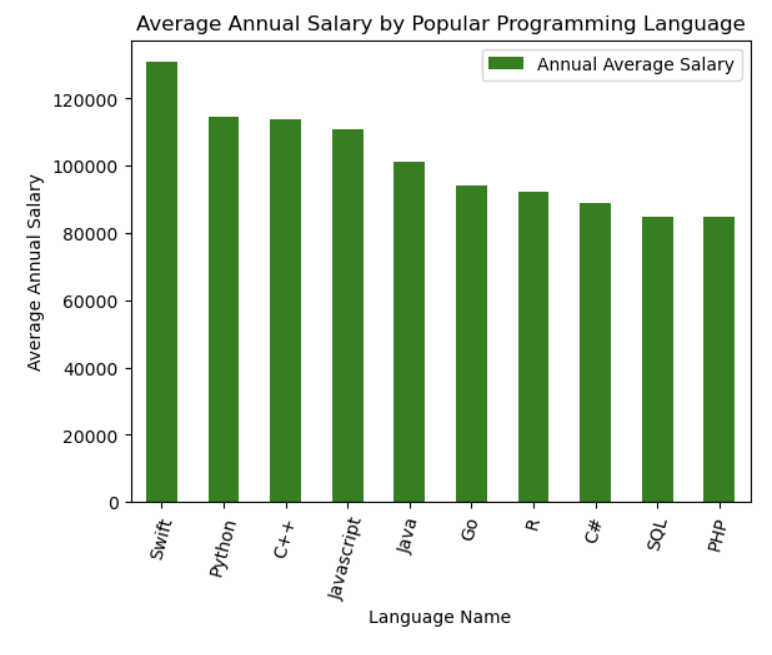 Average Annual Salary by Popular Programming Language
Annual Average Salary
Average Annual Salary
120000
100000
80000
60000
40000
20000
0
Swift
Python
C++
Javascript
Java
Go
R
C#
SQL
PHP
Language Name